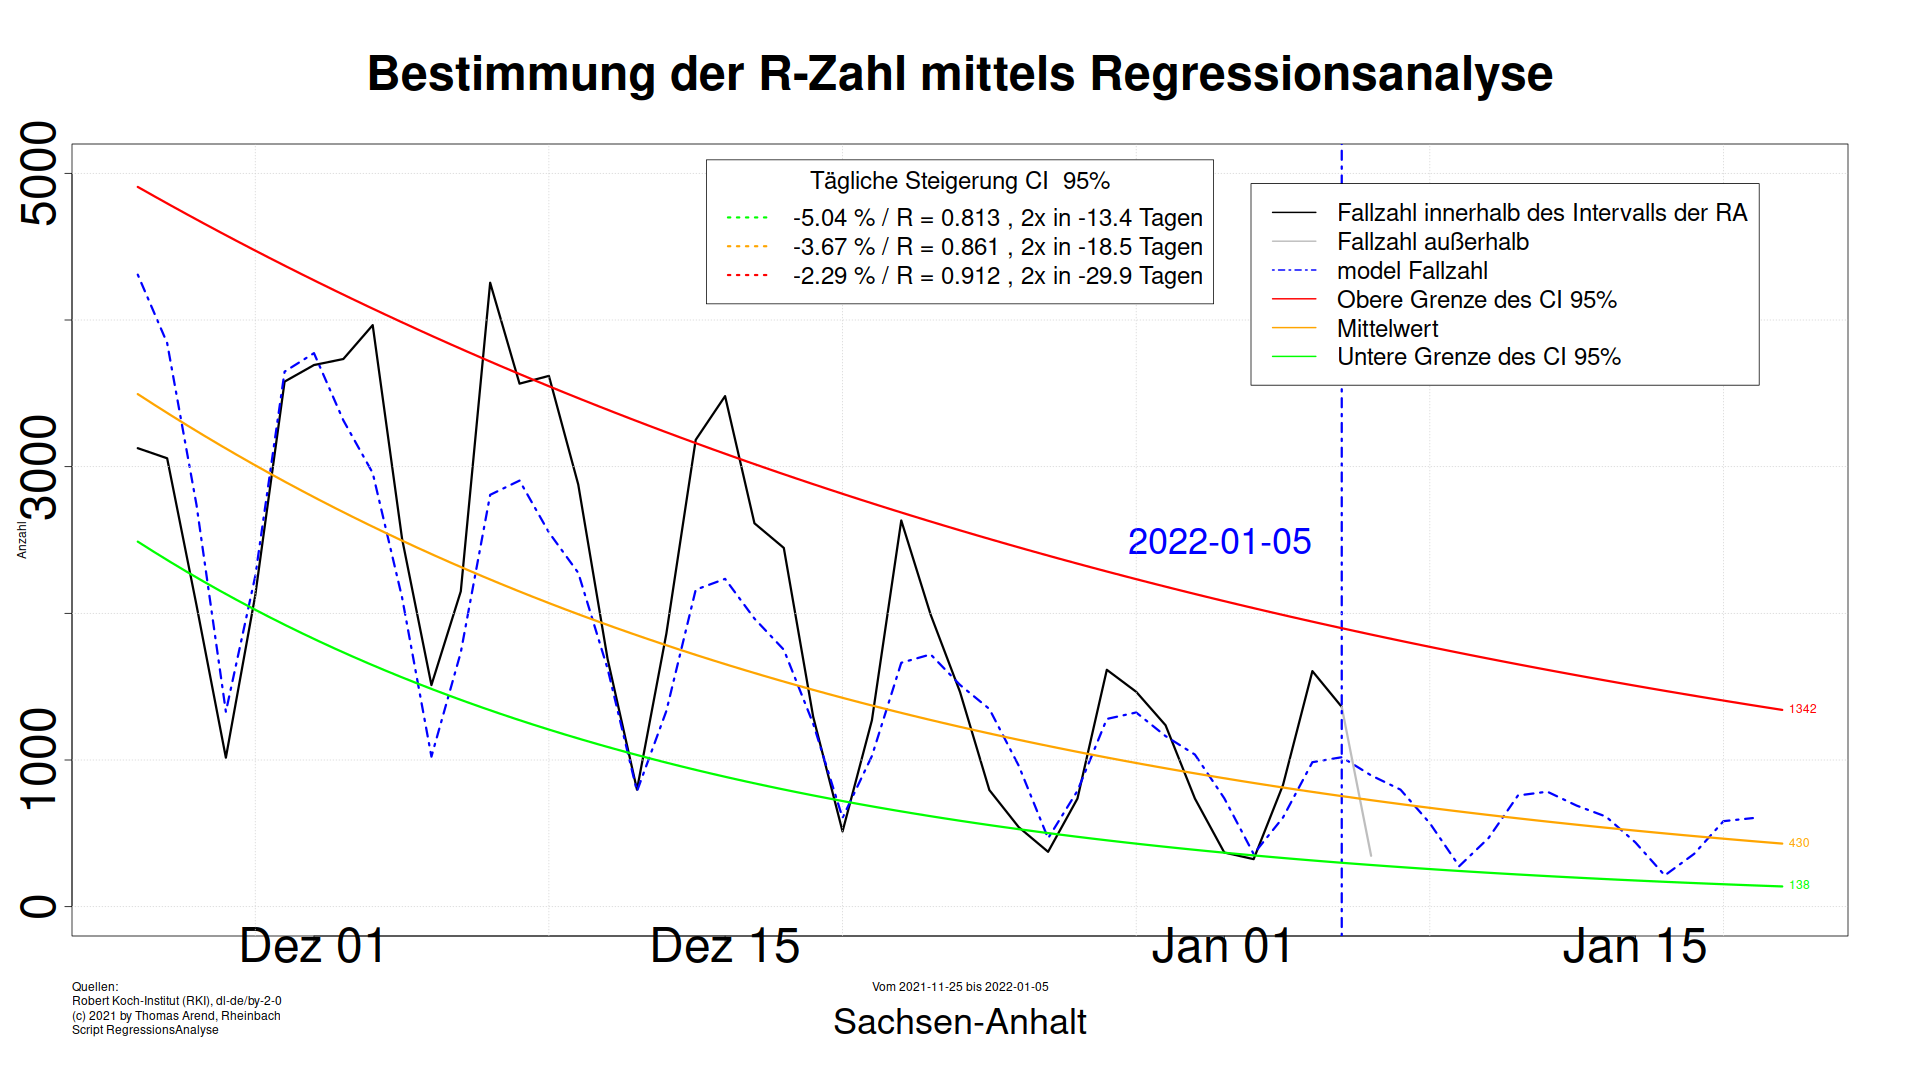 Bestimmung der R-Zahl mittels Regressionsanalyse
Tägliche Steigerung CI  95%
-5.04 % / R = 0.813 , 2x in -13.4 Tagen
-3.67 % / R = 0.861 , 2x in -18.5 Tagen
-2.29 % / R = 0.912 , 2x in -29.9 Tagen
Fallzahl innerhalb des Intervalls der RA
Fallzahl außerhalb
model Fallzahl
Obere Grenze des CI 95%
Mittelwert
Untere Grenze des CI 95%
5000
3000
1000
0
Anzahl
2022-01-05
1342
430
138
Dez 01
Dez 15
Jan 01
Jan 15
Quellen:
Robert Koch-Institut (RKI), dl-de/by-2-0
(c) 2021 by Thomas Arend, Rheinbach
Script RegressionsAnalyse
Vom 2021-11-25 bis 2022-01-05
Sachsen-Anhalt